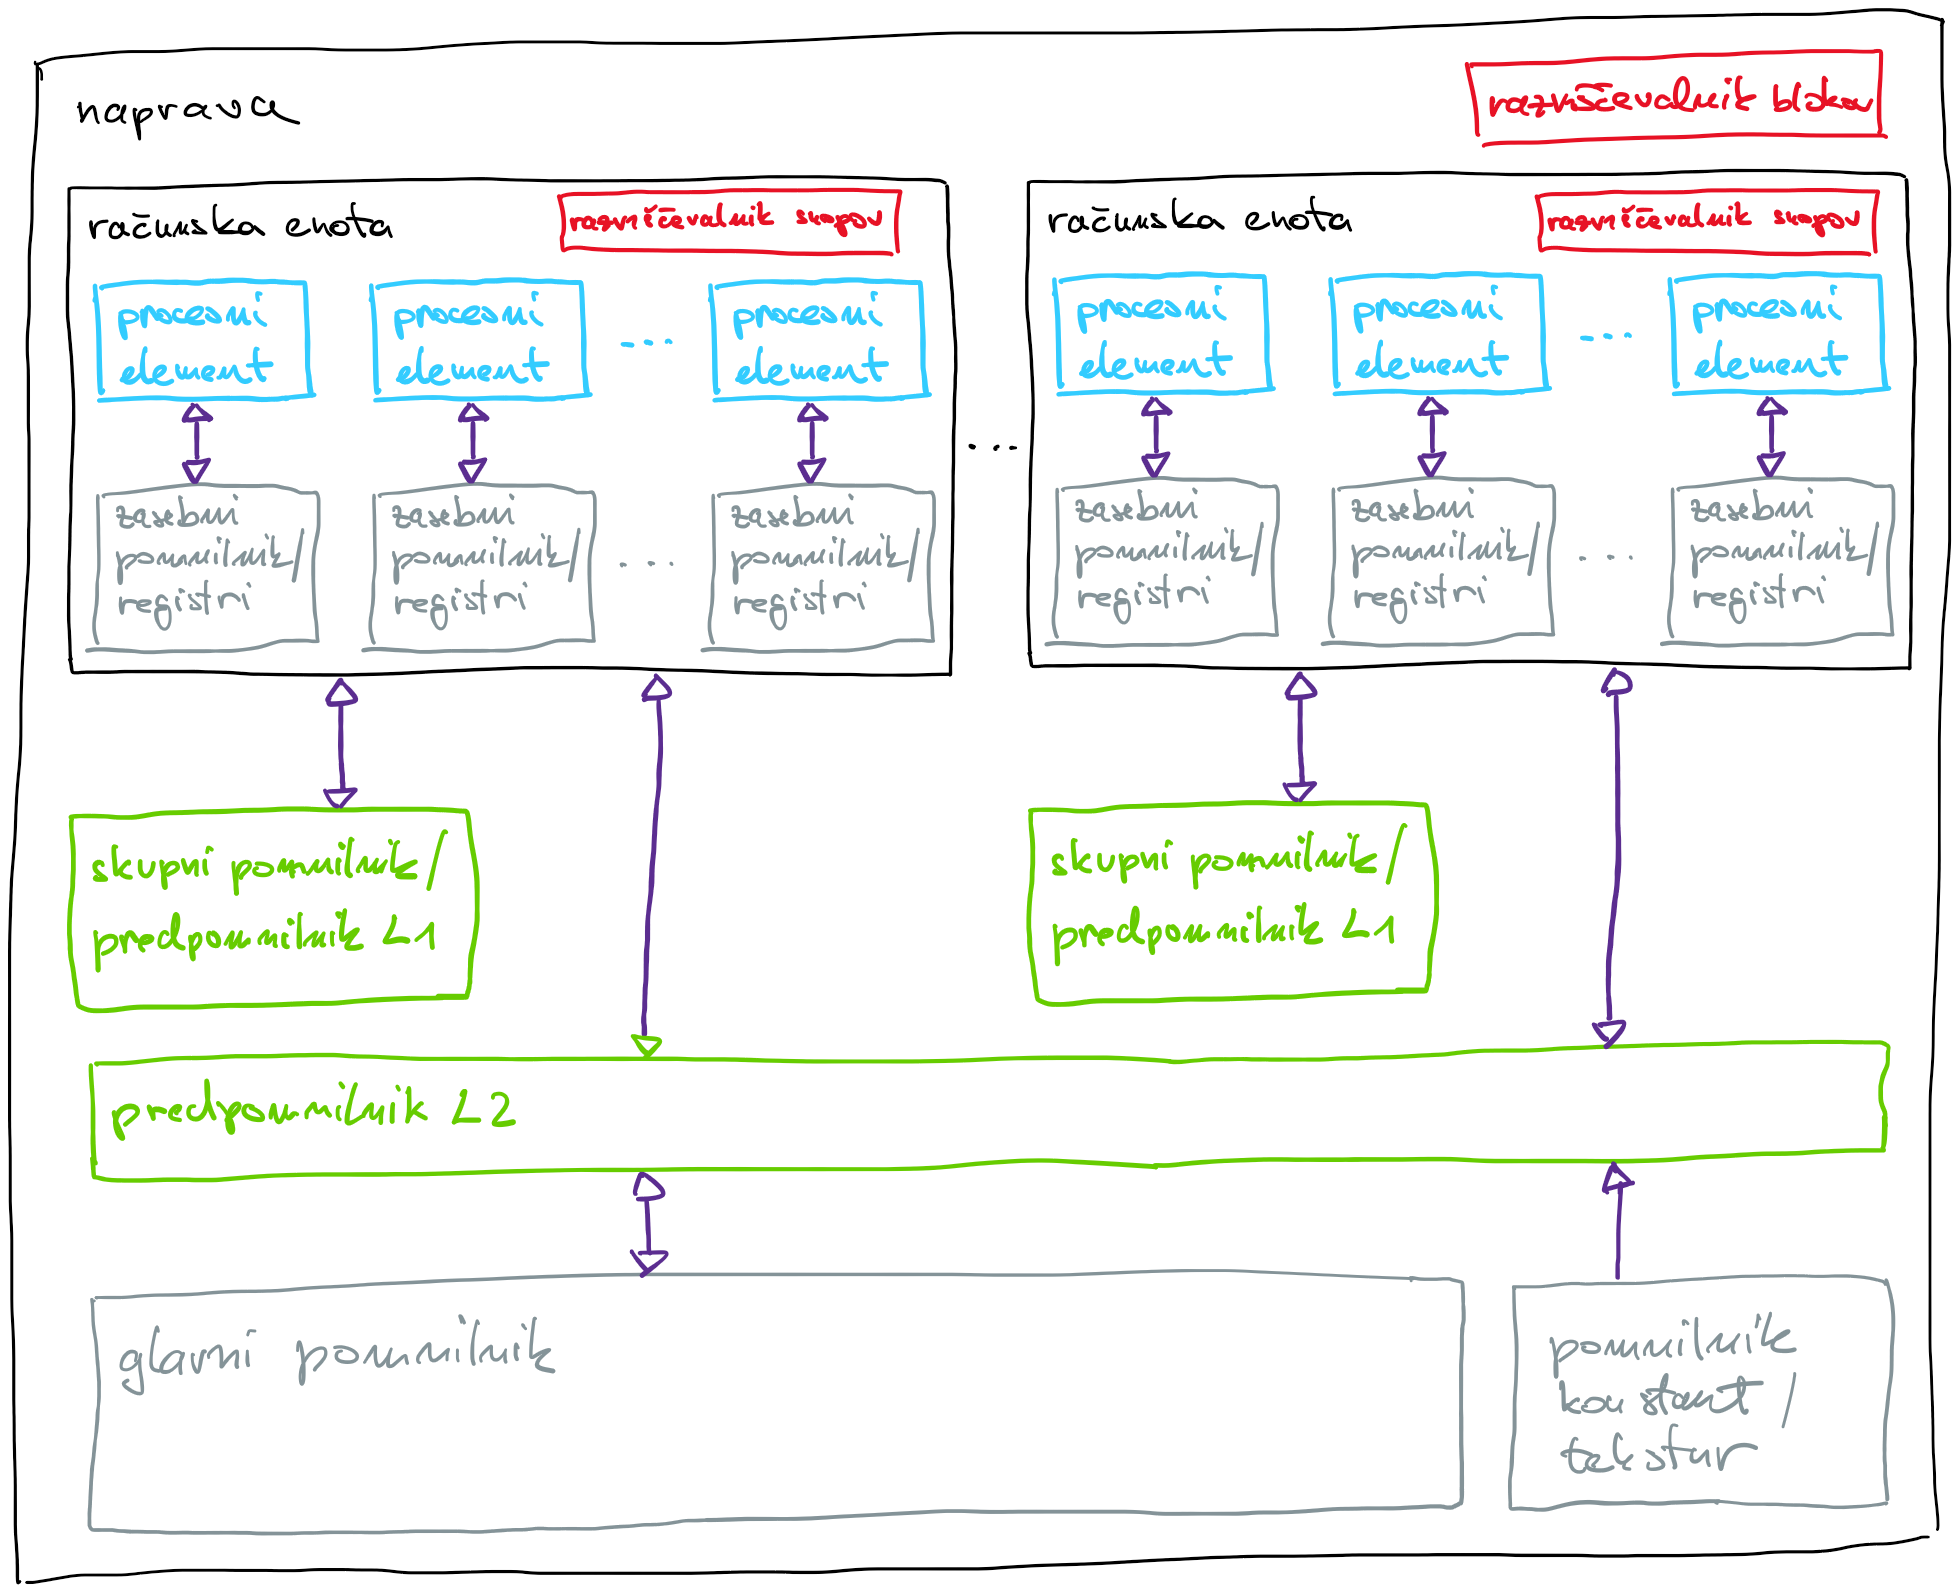 naprava
razvrščevalnik blokov
računska enota
razvrščevalnik snopov
procesni
element
procesni
element
...
procesni
element
zasebni
pomnilnik/
registri
zasebni
pomnilnik/
registri
...
zasebni
pomnilnik/
registri
...
računska enota
razvrščevalnik snopov
procesni
element
procesni
element
...
procesni
element
zasebni
pomnilnik/
registri
zasebni
pomnilnik/
registri
...
zasebni
pomnilnik/
registri
skupni pomnilnik/
predpomnilnik L1
skupni pomnilnik/
predpomnilnik L1
predpomnilnik L2
glavni pomnilnik
pomnilnik
konstant/
tekstur